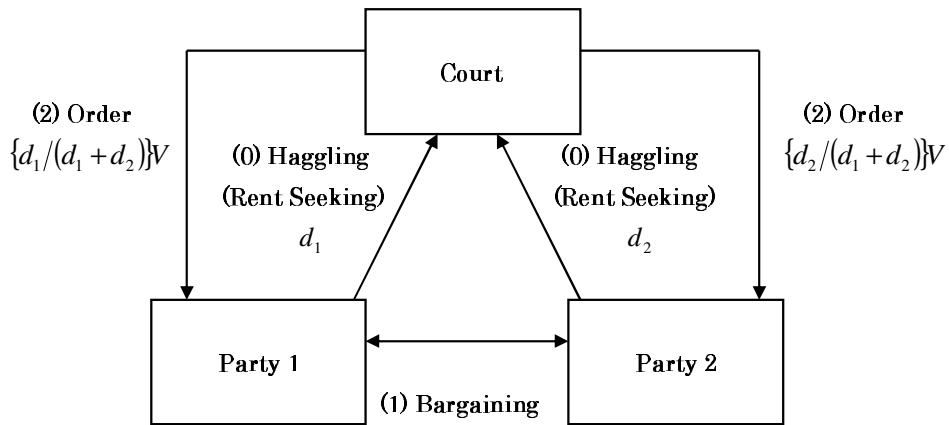 Court
(2) Order
{d₁/(d₁+d₂)}V
(0) Haggling
(Rent Seeking)
d₁
(0) Haggling
(Rent Seeking)
d₂
(2) Order
{d₂/(d₁+d₂)}V
Party 1
Party 2
(1) Bargaining